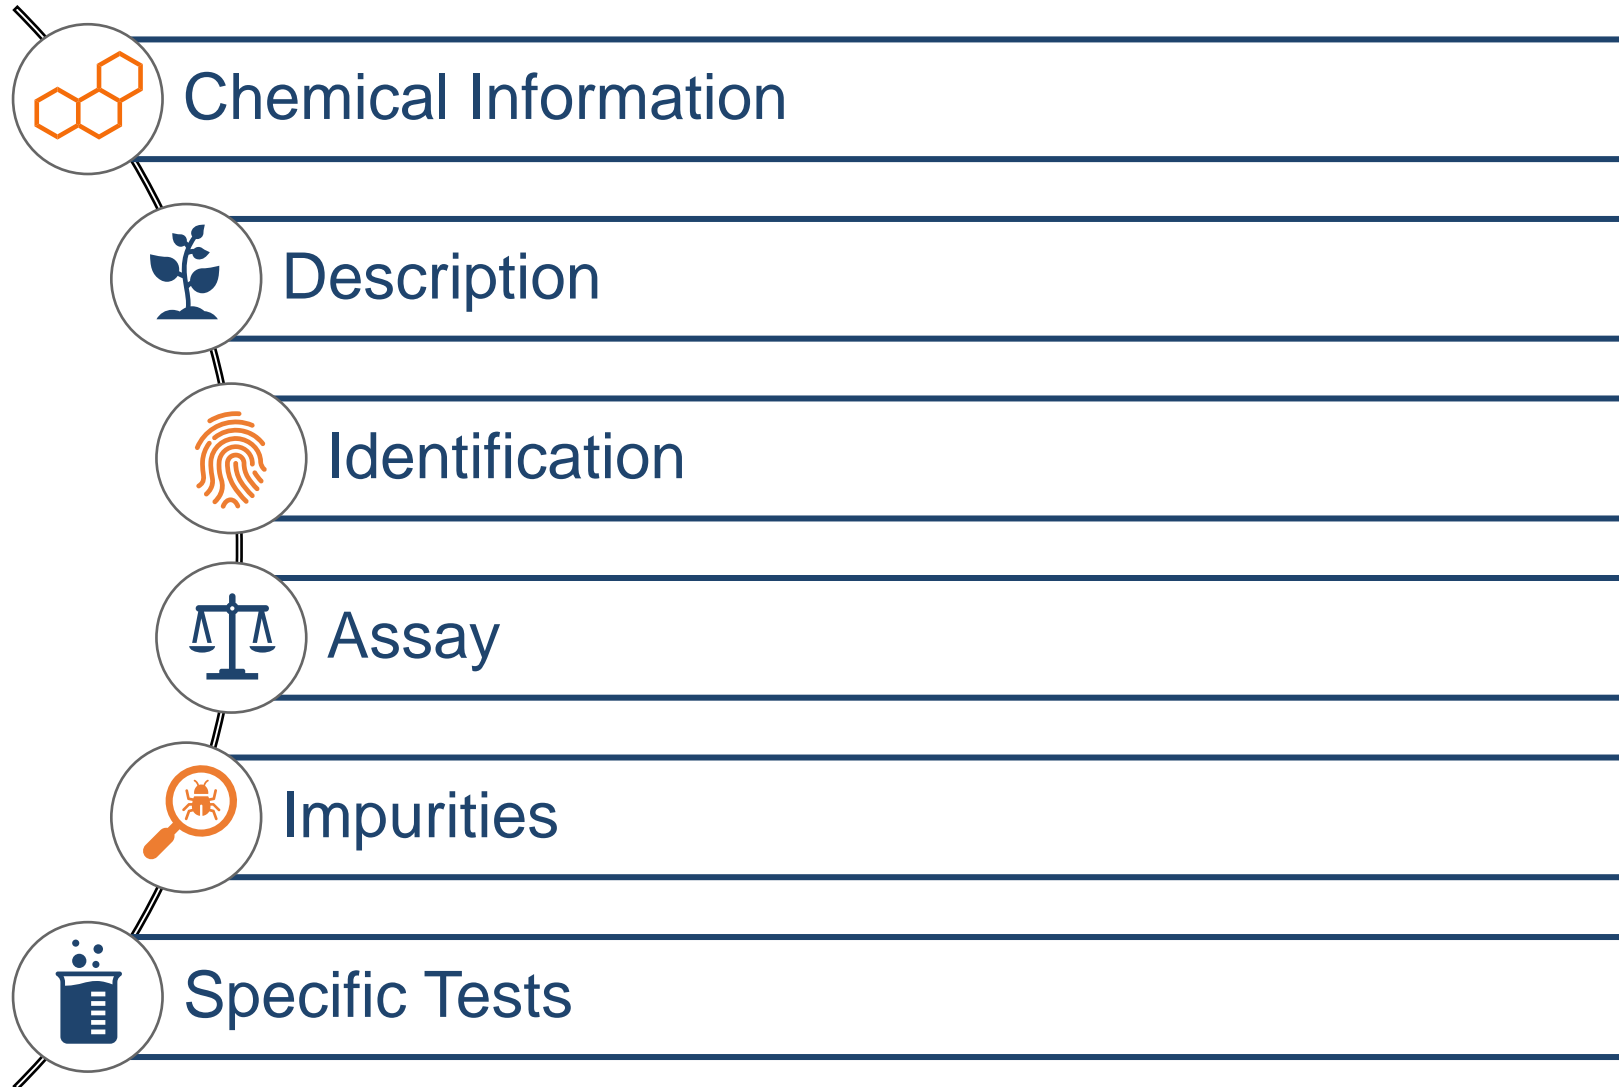 Chemical Information
Description
Identification
Assay
Impurities
Specific Tests